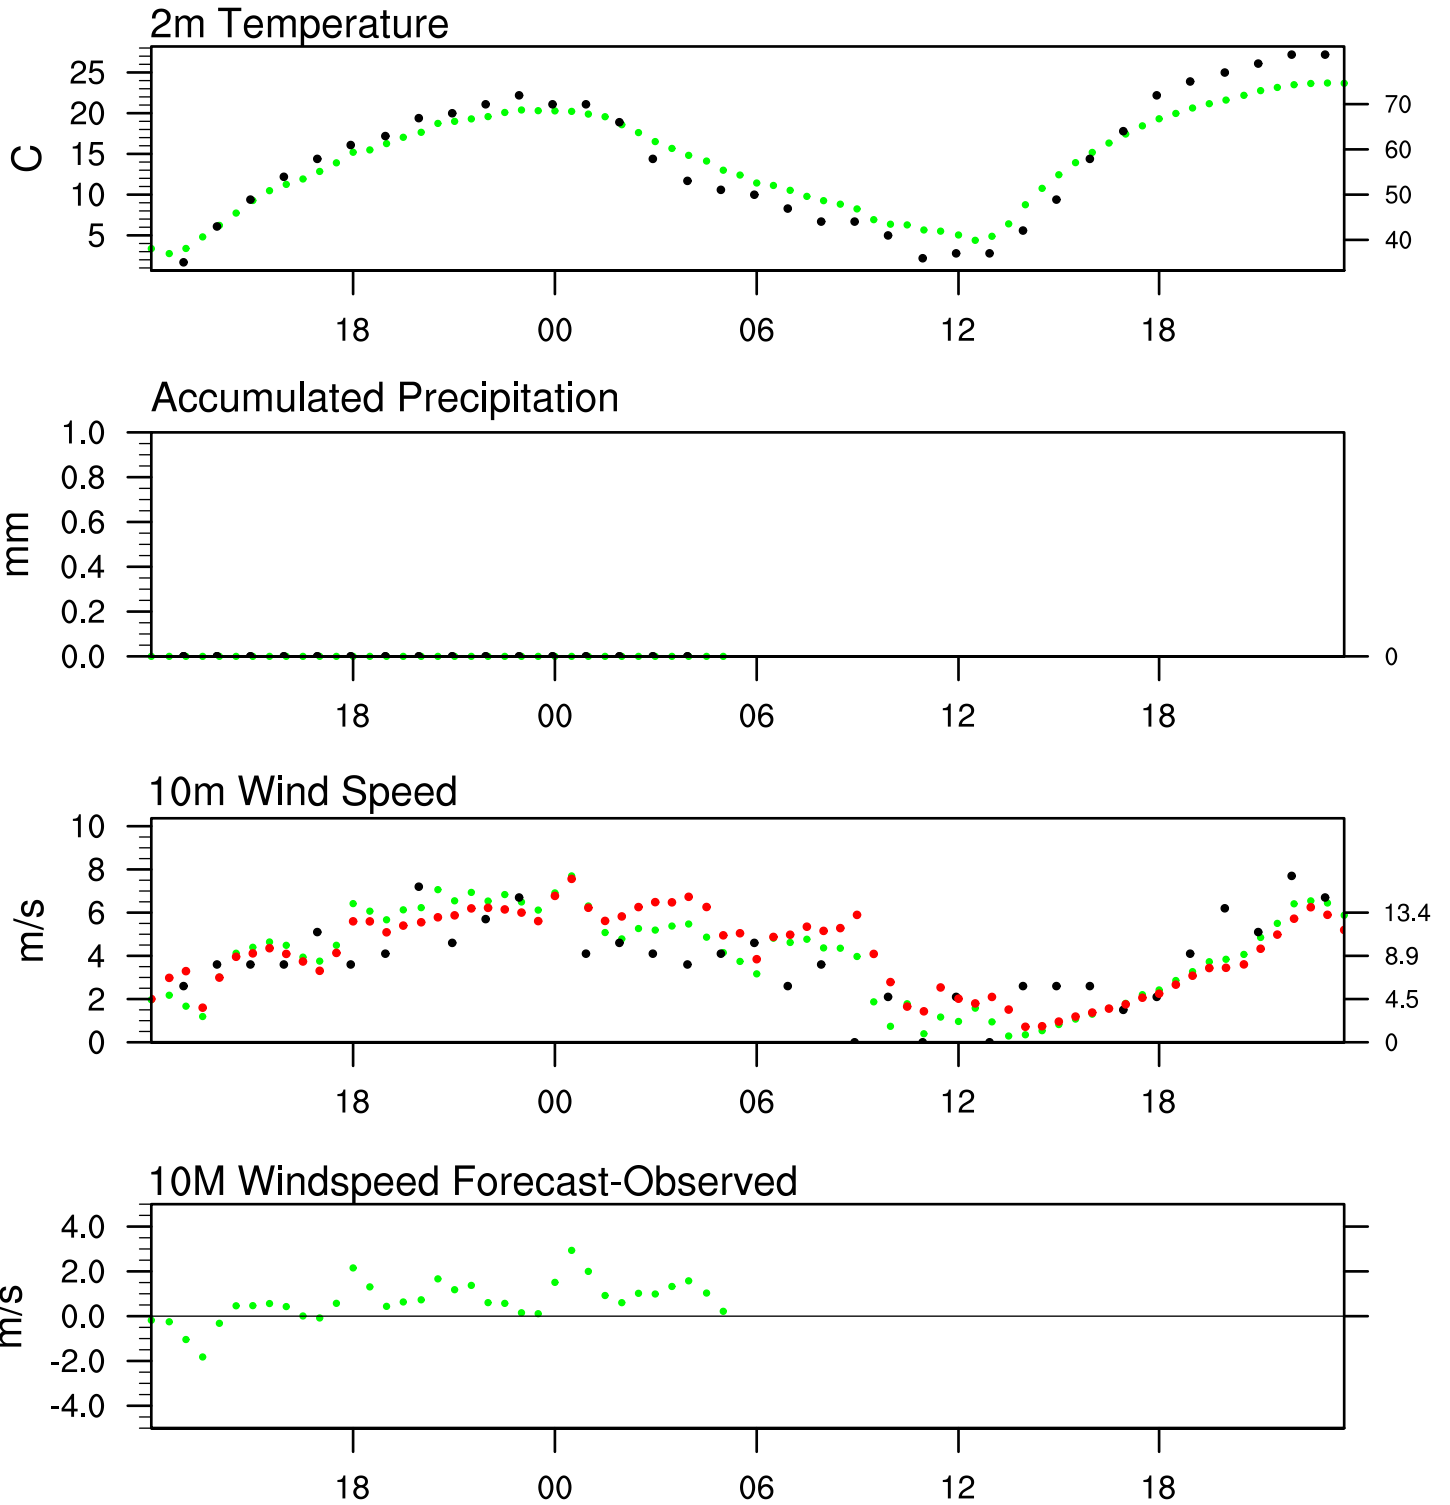 2m Temperature
25
20
15
10
5
C
70
60
50
40
18 00 06 12 18
Accumulated Precipitation
1.0
0.8
0.6
0.4
0.2
0.0
mm
0
18 00 06 12 18
10m Wind Speed
10
8
6
4
2
0
m/s
13.4
8.9
4.5
0
18 00 06 12 18
10M Windspeed Forecast-Observed
4.0
2.0
0.0
-2.0
-4.0
m/s
18 00 06 12 18